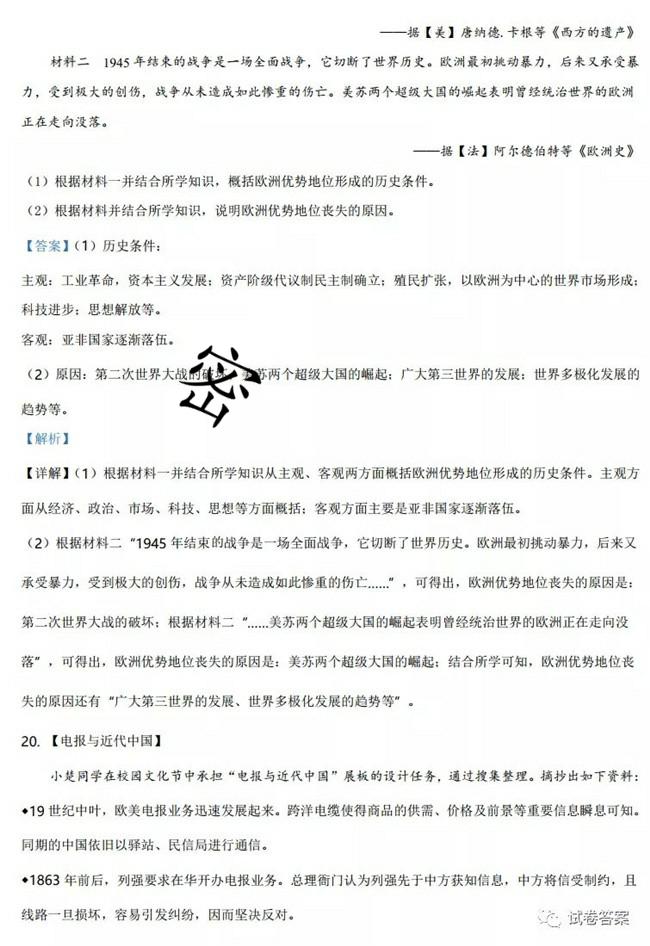 ——据【美】唐纳德.卡根等《西方的遗产》
材料二 1945年结束的战争是一场全面战争，它切断了世界历史。欧洲最初挑动暴力，后来又承受暴
力，受到极大的创伤，战争从未造成如此惨重的伤亡。美苏两个超级大国的崛起表明曾经统治世界的欧洲
正在走向没落。
——据【法】阿尔德伯特等《欧洲史》
（1）根据材料一并结合所学知识，概括欧洲优势地位形成的历史条件。
（2）根据材料并结合所学知识，说明欧洲优势地位丧失的原因。
【答案】（1）历史条件：
主观：工业革命，资本主义发展；资产阶级代议制民主制确立；殖民扩张，以欧洲为中心的世界市场形成；
科技进步；思想解放等。
客观：亚非国家逐渐落伍。
（2）原因：第二次世界大战的破坏；美苏两个超级大国的崛起；广大第三世界的发展；世界多极化发展的
密
趋势等。
【解析】
【详解】（1）根据材料一并结合所学知识从主观、客观两方面概括欧洲优势地位形成的历史条件。主观方
面从经济、政治、市场、科技、思想等方面概括；客观方面主要是亚非国家逐渐落伍。
（2）根据材料二“1945年结束的战争是一场全面战争，它切断了世界历史。欧洲最初挑动暴力，后来又
承受暴力，受到极大的创伤，战争从未造成如此惨重的伤亡……”，可得出，欧洲优势地位丧失的原因是：
第二次世界大战的破坏；根据材料二“……美苏两个超级大国的崛起表明曾经统治世界的欧洲正在走向没
落”，可得出，欧洲优势地位丧失的原因是：美苏两个超级大国的崛起；结合所学可知，欧洲优势地位丧
失的原因还有“广大第三世界的发展、世界多极化发展的趋势等”。
20. 【电报与近代中国】
小楚同学在校园文化节中承担“电报与近代中国”展板的设计任务，通过搜集整理。摘抄出如下资料：
◆19世纪中叶，欧美电报业务迅速发展起来。跨洋电缆使得商品的供需、价格及前景等重要信息瞬息可知。
同期的中国依旧以驿站、民信局进行通信。
◆1863年前后，列强要求在华开办电报业务。总理衙门认为列强先于中方获知信息，中方将信受制约，且
线路一旦损坏，容易引发纠纷，因而坚决反对。
试卷答案